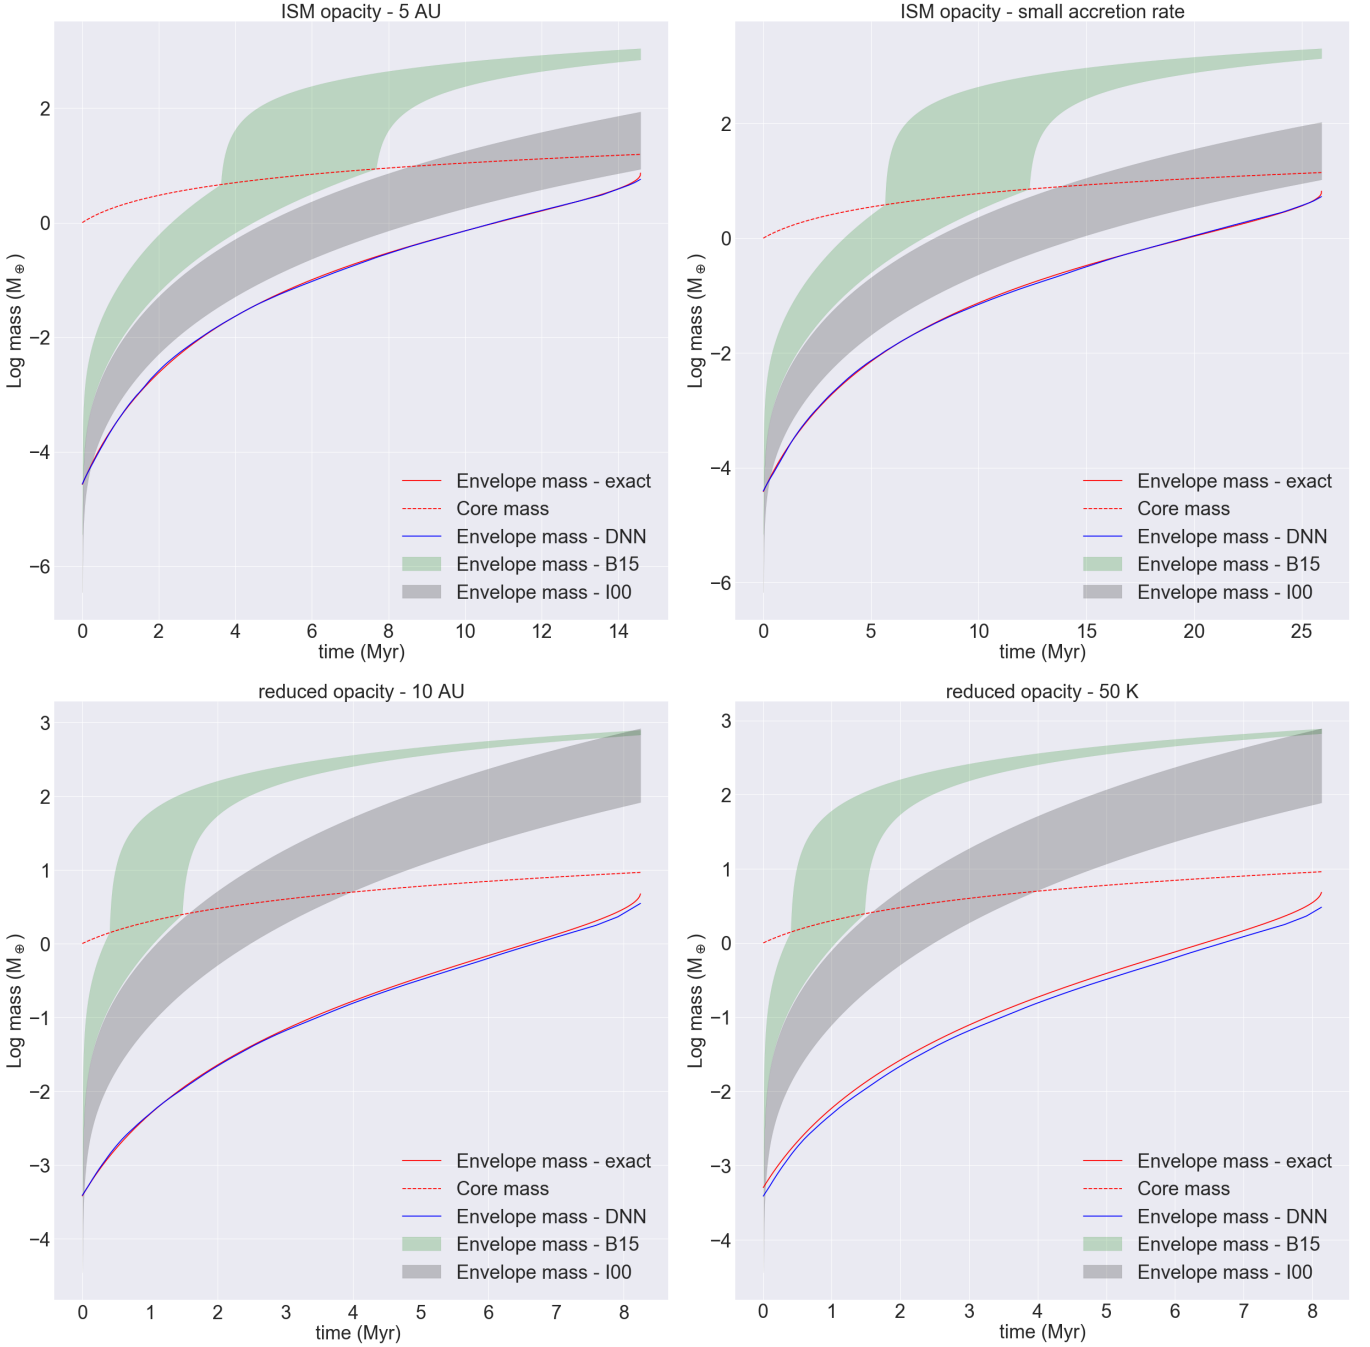 ISM opacity - 5 AU
Log mass (M⊕)
2
0
−2
−4
−6
Envelope mass - exact
Core mass
Envelope mass - DNN
Envelope mass - B15
Envelope mass - I00
0 2 4 6 8 10 12 14
time (Myr)
ISM opacity - small accretion rate
Log mass (M⊕)
2
0
−2
−4
−6
Envelope mass - exact
Core mass
Envelope mass - DNN
Envelope mass - B15
Envelope mass - I00
0 5 10 15 20 25
time (Myr)
reduced opacity - 10 AU
Log mass (M⊕)
3
2
1
0
−1
−2
−3
−4
Envelope mass - exact
Core mass
Envelope mass - DNN
Envelope mass - B15
Envelope mass - I00
0 1 2 3 4 5 6 7 8
time (Myr)
reduced opacity - 50 K
Log mass (M⊕)
3
2
1
0
−1
−2
−3
−4
Envelope mass - exact
Core mass
Envelope mass - DNN
Envelope mass - B15
Envelope mass - I00
0 1 2 3 4 5 6 7 8
time (Myr)